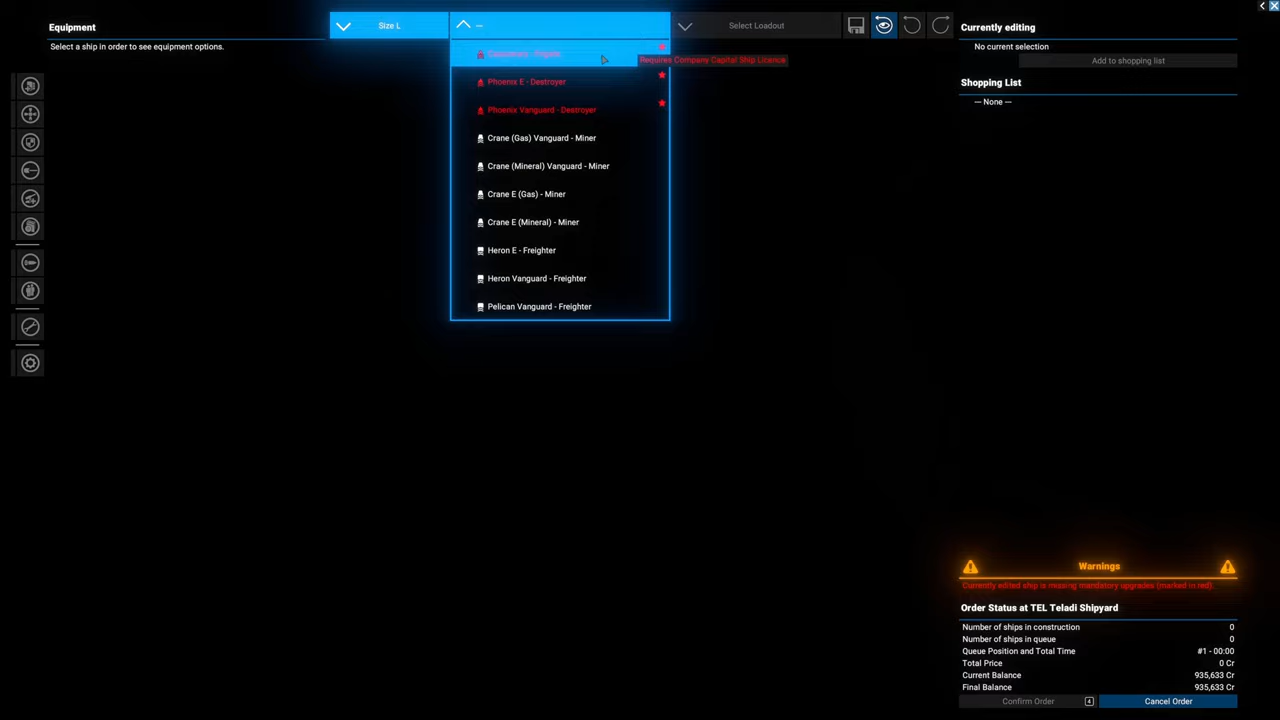 Equipment
Select a ship in order to see equipment options.
Size L
--
Select Loadout
Requires Company Capital Ship Licence
Phoenix E - Destroyer
Phoenix Vanguard - Destroyer
Crane (Gas) Vanguard - Miner
Crane (Mineral) Vanguard - Miner
Crane E (Gas) - Miner
Crane E (Mineral) - Miner
Heron E - Freighter
Heron Vanguard - Freighter
Pelican Vanguard - Freighter
Currently editing
No current selection
Add to shopping list
Shopping List
-- None --
Warnings
Currently edited ship is missing mandatory upgrades (marked in red).
Order Status at TEL Teladi Shipyard
Number of ships in construction 0
Number of ships in queue 0
Queue Position and Total Time #1 - 00:00
Total Price 0 Cr
Current Balance 935,633 Cr
Final Balance 935,633 Cr
Confirm Order 4 Cancel Order